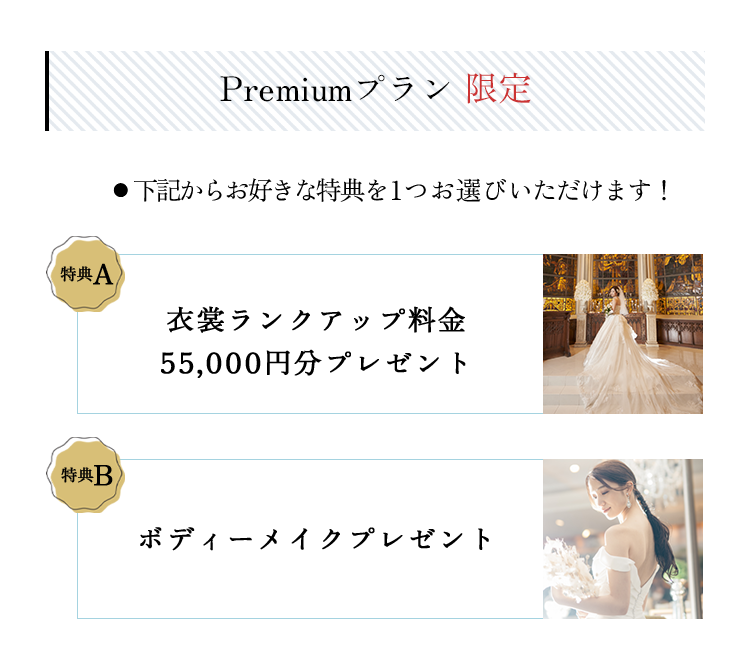 Premiumプラン 限定
●下記からお好きな特典を1つお選びいただけます！
特典A
衣裳ランクアップ料金
55,000円分プレゼント
特典B
ボディーメイクプレゼント